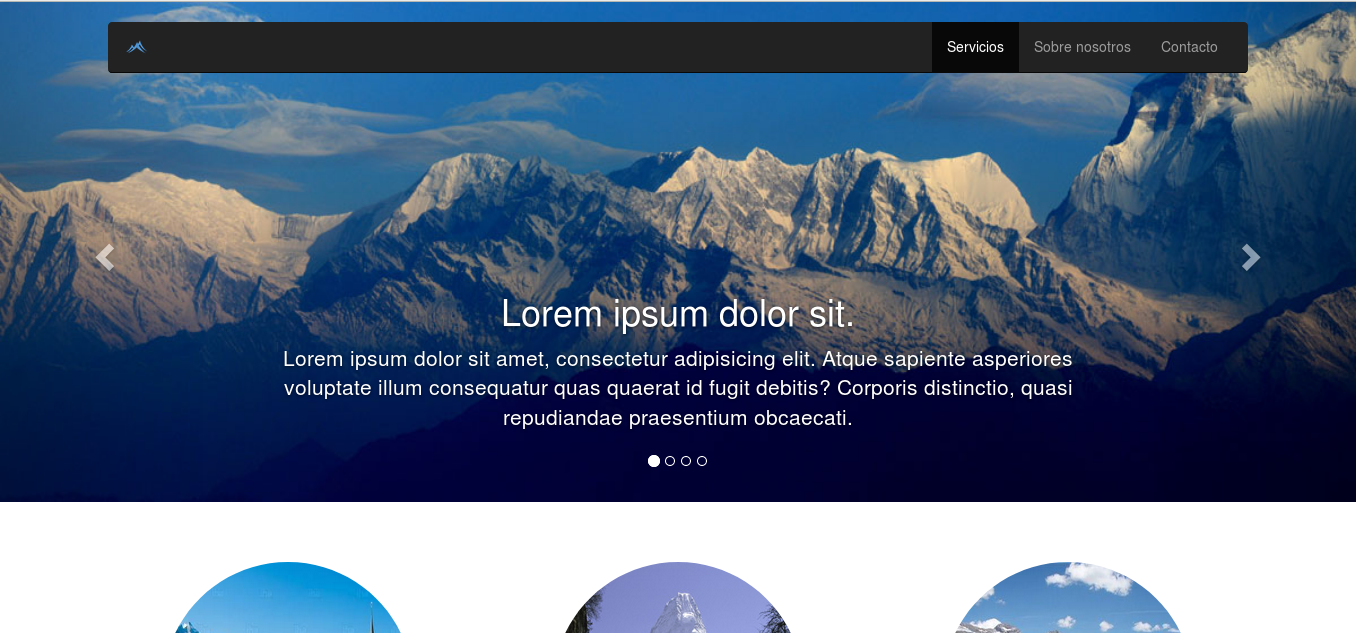 Servicios Sobre nosotros Contacto
Lorem ipsum dolor sit.
Lorem ipsum dolor sit amet, consectetur adipisicing elit. Atque sapiente asperiores
voluptate illum consequatur quas quaerat id fugit debitis? Corporis distinctio, quasi
repudiandae praesentium obcaecati.